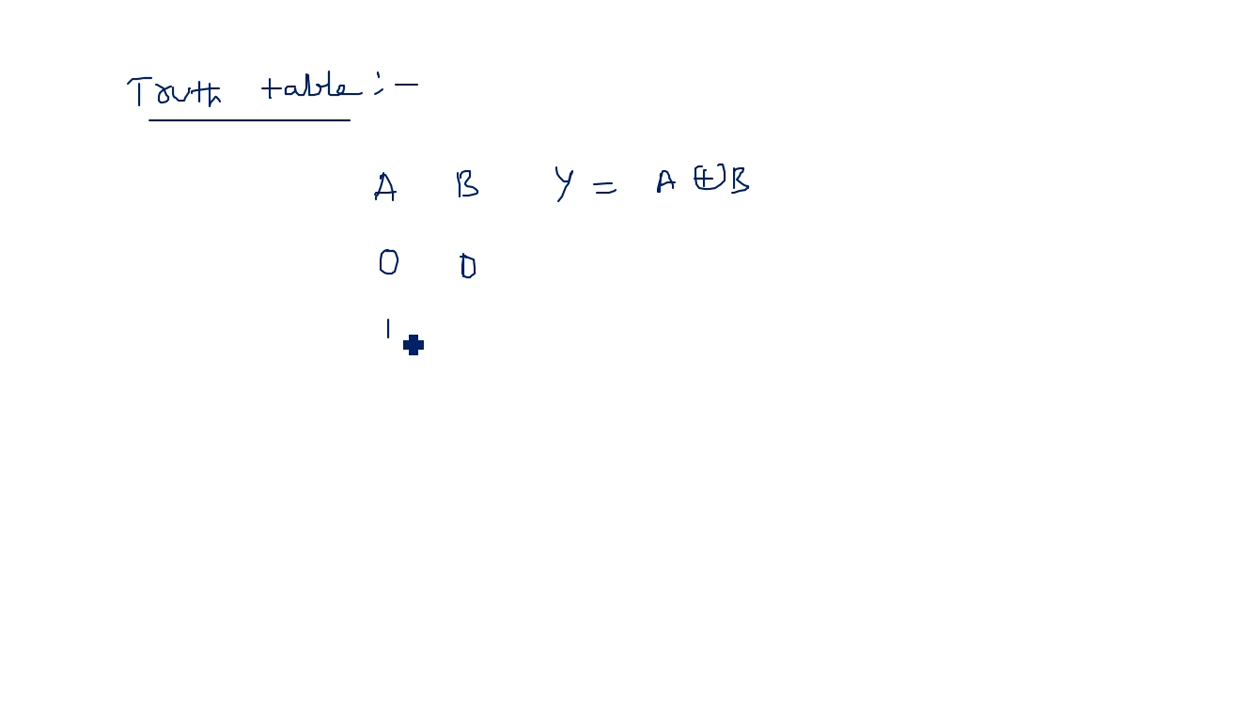 Truth table :-
A B Y = A ⊕ B
0 0
1